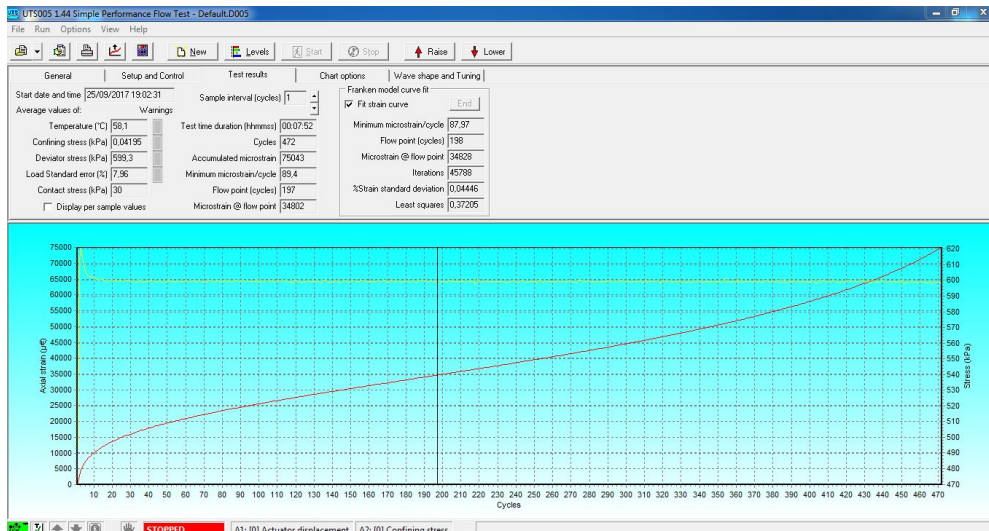 UTS005 1.44 Simple Performance Flow Test - Default.D005
File Run Options View Help
New Levels Start Stop Raise Lower
General Setup and Control Test results Chart options Wave shape and Tuning
Start date and time 25/09/2017 19:02:31
Average values of: Warnings
Temperature (°C) 58,1
Confining stress (kPa) 0,04195
Deviator stress (kPa) 599,3
Load Standard error (%) 7,96
Contact stress (kPa) 30
Display per sample values
Sample interval (cycles) 1
Test time duration (hhmmss) 00:07:52
Cycles 472
Accumulated microstrain 75043
Minimum microstrain/cycle 89,4
Flow point (cycles) 197
Microstrain @ flow point 34802
Franken model curve fit
Fit strain curve End
Minimum microstrain/cycle 87,97
Flow point (cycles) 198
Microstrain @ flow point 34828
Iterations 45788
%Strain standard deviation 0,04446
Least squares 0,37205
75000
70000
65000
60000
55000
50000
45000
40000
35000
30000
25000
20000
15000
10000
5000
0
Axial strain (µε)
620
610
600
590
580
570
560
550
540
530
520
510
500
490
480
470
Stress (kPa)
10 20 30 40 50 60 70 80 90 100 110 120 130 140 150 160 170 180 190 200 210 220 230 240 250 260 270 280 290 300 310 320 330 340 350 360 370 380 390 400 410 420 430 440 450 460 470
Cycles
STOPPED A1: [0] Actuator displacement A2: [0] Confining stress